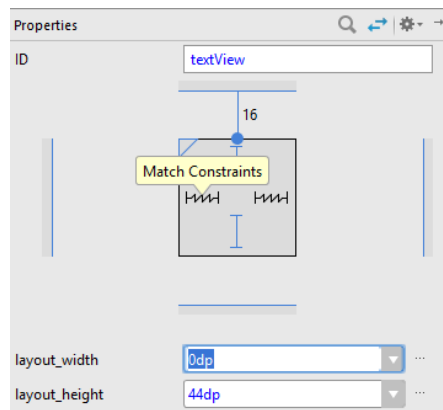 Properties
ID
textView
16
Match Constraints
layout_width
0dp
...
layout_height
44dp
...